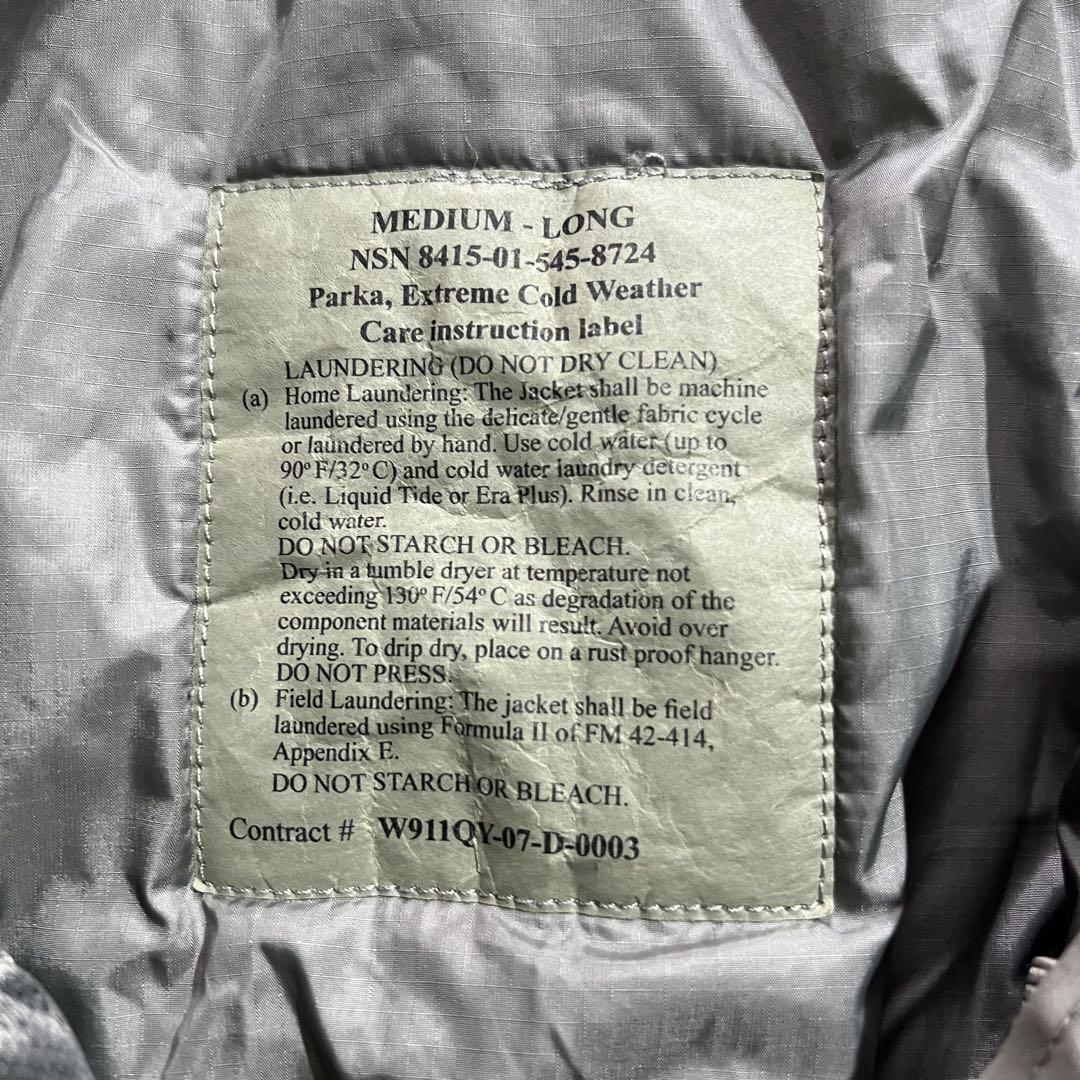 MEDIUM - LONG
NSN 8415-01-545-8724
Parka, Extreme Cold Weather
Care instruction label
LAUNDERING (DO NOT DRY CLEAN)
(a) Home Laundering: The Jacket shall be machine
laundered using the delicate/gentle fabric cycle
or laundered by hand. Use cold water (up to
90° F/32° C) and cold water laundry detergent
(i.e. Liquid Tide or Era Plus). Rinse in clean,
cold water.
DO NOT STARCH OR BLEACH.
Dry in a tumble dryer at temperature not
exceeding 130° F/54° C as degradation of the
component materials will result. Avoid over
drying. To drip dry, place on a rust proof hanger.
DO NOT PRESS.
(b) Field Laundering: The jacket shall be field
laundered using Formula II of FM 42-414,
Appendix E.
DO NOT STARCH OR BLEACH.
Contract # W911QY-07-D-0003